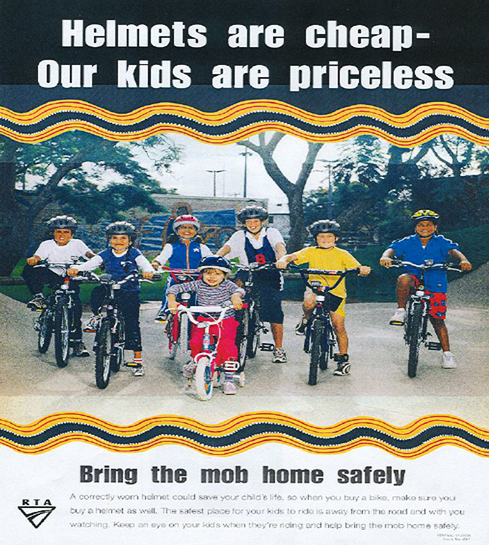 Helmets are cheap-
Our kids are priceless
Bring the mob home safely
RTA
A correctly worn helmet could save your child's life, so when you buy a bike, make sure you
buy a helmet as well. The safest place for your kids to ride is away from the road and with you
watching. Keep an eye on your kids when they're riding and help bring the mob home safely.